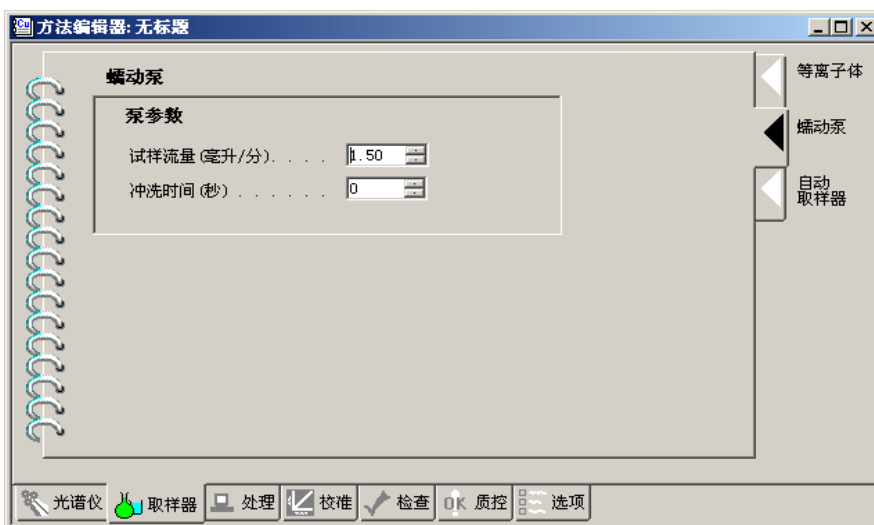 Cu 方法编辑器: 无标题
蠕动泵
泵参数
试样流量(毫升/分). . . . 1.50
冲洗时间(秒) . . . . . . 0
等离子体
蠕动泵
自动
取样器
光谱仪 取样器 处理 校准 检查 OK 质控 选项